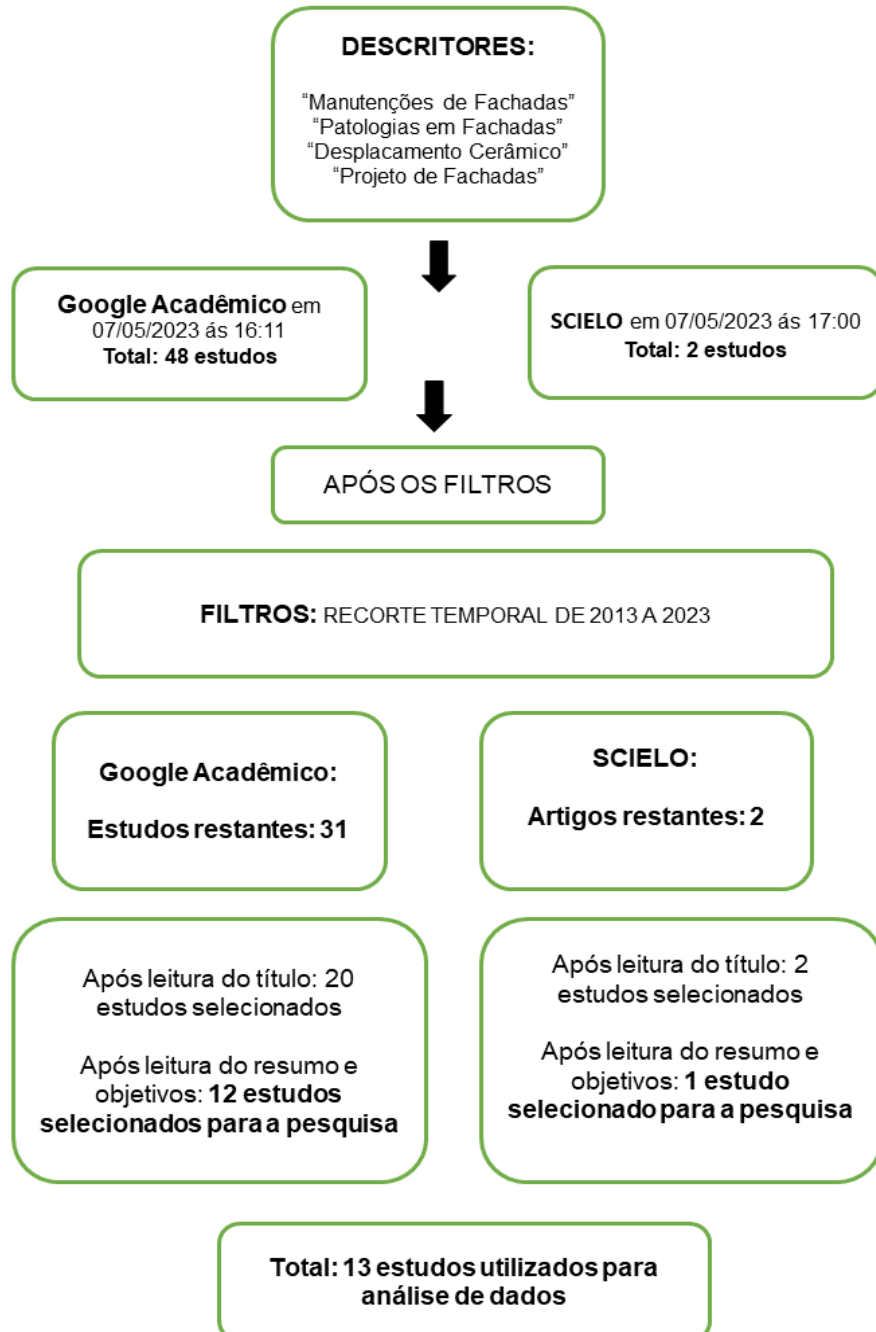 DESCRITORES:
“Manutenções de Fachadas”
“Patologias em Fachadas”
“Desplacamento Cerâmico”
“Projeto de Fachadas”
Google Acadêmico em
07/05/2023 ás 16:11
Total: 48 estudos
SCIELO em 07/05/2023 ás 17:00
Total: 2 estudos
APÓS OS FILTROS
FILTROS: RECORTE TEMPORAL DE 2013 A 2023
Google Acadêmico:
Estudos restantes: 31
SCIELO:
Artigos restantes: 2
Após leitura do título: 20
estudos selecionados
Após leitura do resumo e
objetivos: 12 estudos
selecionados para a pesquisa
Após leitura do título: 2
estudos selecionados
Após leitura do resumo e
objetivos: 1 estudo
selecionado para a pesquisa
Total: 13 estudos utilizados para
análise de dados